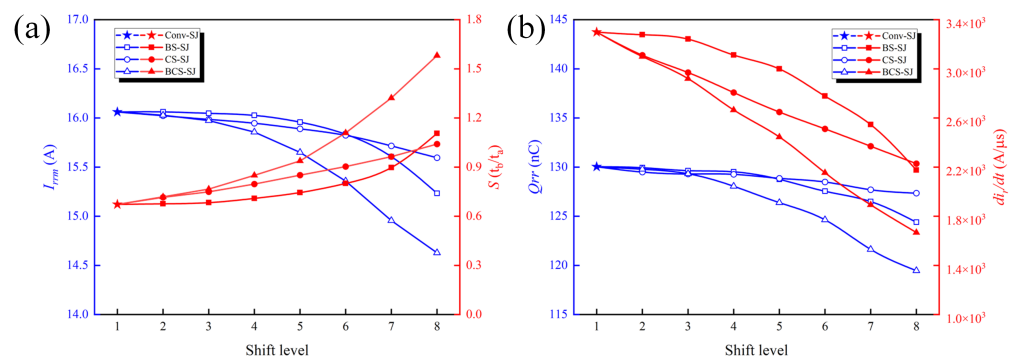 (a)
17.0
16.5
16.0
15.5
15.0
14.5
14.0
I_rrm (A)
Conv-SJ
BS-SJ
CS-SJ
BCS-SJ
1.8
1.5
1.2
0.9
0.6
0.3
0.0
S (t_b/t_a)
1 2 3 4 5 6 7 8
Shift level
(b)
145
140
135
130
125
120
115
Qrr (nC)
Conv-SJ
BS-SJ
CS-SJ
BCS-SJ
3.4×10³
3.0×10³
2.6×10³
2.2×10³
1.8×10³
1.4×10³
1.0×10³
di_r/dt (A/μs)
1 2 3 4 5 6 7 8
Shift level